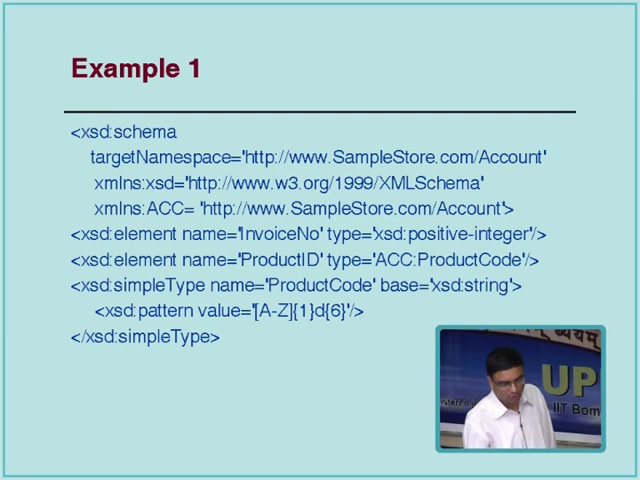 Example 1
<xsd:schema
targetNamespace='http://www.SampleStore.com/Account'
xmlns:xsd='http://www.w3.org/1999/XMLSchema'
xmlns:ACC= 'http://www.SampleStore.com/Account'>
<xsd:element name='InvoiceNo' type='xsd:positive-integer'/>
<xsd:element name='ProductID' type='ACC:ProductCode'/>
<xsd:simpleType name='ProductCode' base='xsd:string'>
<xsd:pattern value='[A-Z]{1}d{6}'/>
</xsd:simpleType>
UP
IIT Bom